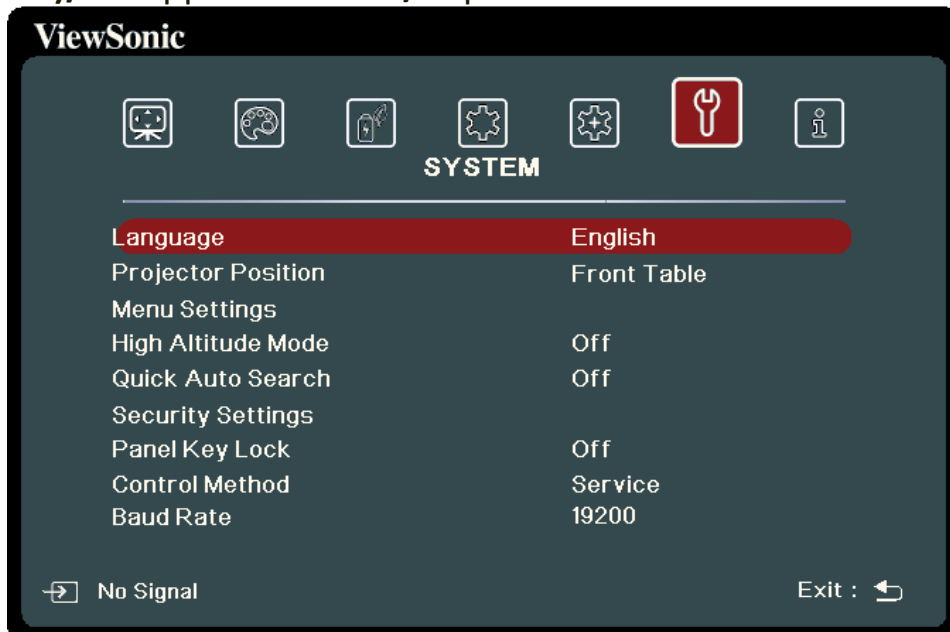 ViewSonic
SYSTEM
Language English
Projector Position Front Table
Menu Settings
High Altitude Mode Off
Quick Auto Search Off
Security Settings
Panel Key Lock Off
Control Method Service
Baud Rate 19200
No Signal Exit :